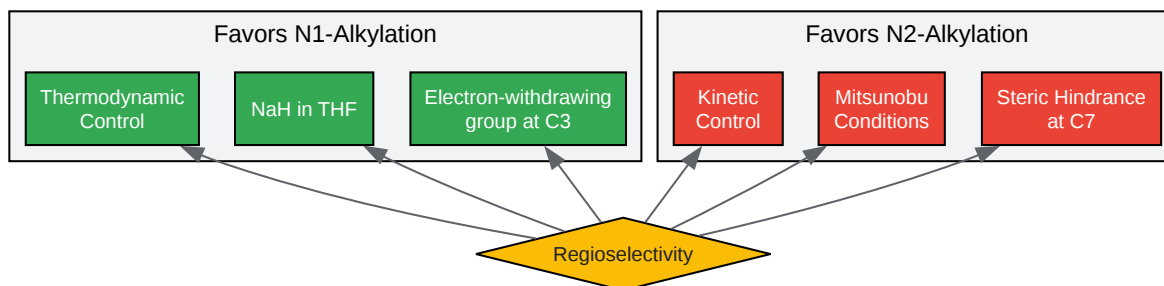 Favors N1-Alkylation
Favors N2-Alkylation
Thermodynamic
Control
NaH in THF
Electron-withdrawing
group at C3
Kinetic
Control
Mitsunobu
Conditions
Steric Hindrance
at C7
Regioselectivity